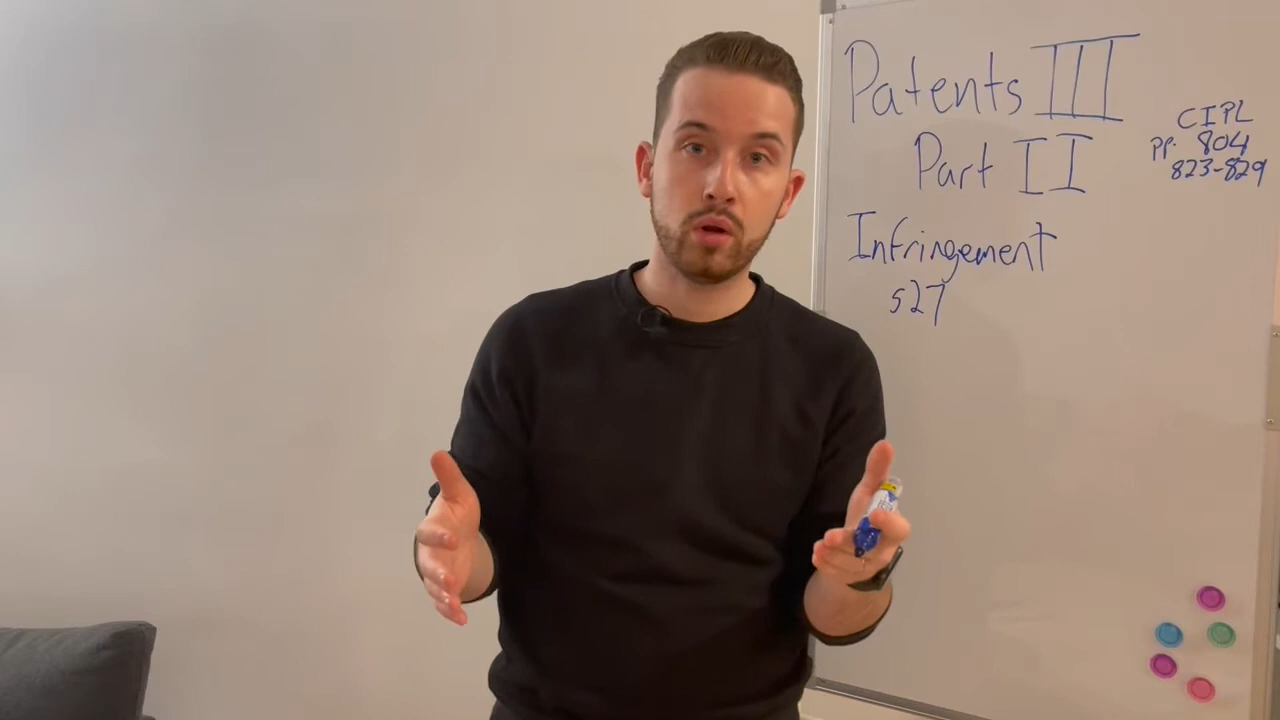 Patents III
Part II
Infringement
s27
CIPL
pp. 804
823-829